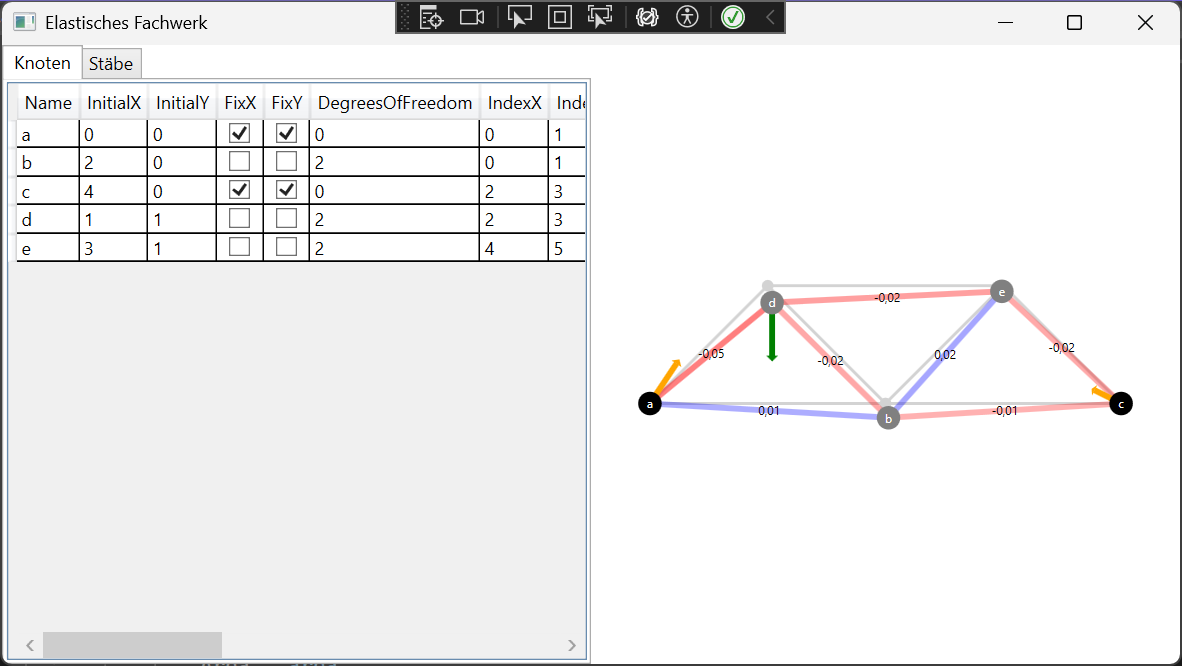 Elastisches Fachwerk
Knoten Stäbe
Name InitialX InitialY FixX FixY DegreesOfFreedom IndexX Inde
a 0 0 0 0 1
b 2 0 2 0 1
c 4 0 0 2 3
d 1 1 2 2 3
e 3 1 2 4 5
d -0,02 e
-0,05 -0,02 0,02 -0,02
a 0,01 b -0,01 c